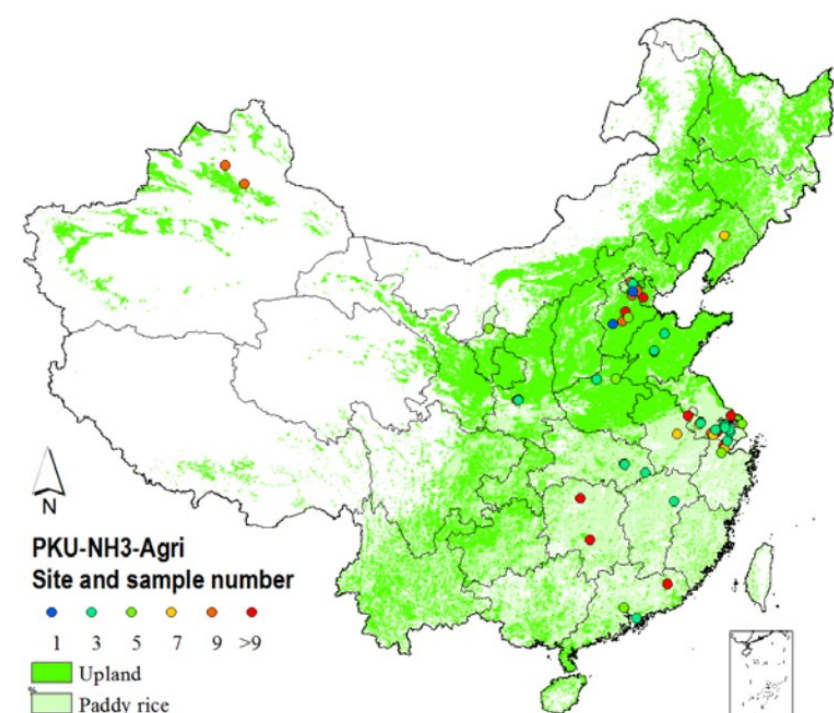 N
PKU-NH3-Agri
Site and sample number
1 3 5 7 9 >9
Upland
%
Paddy rice